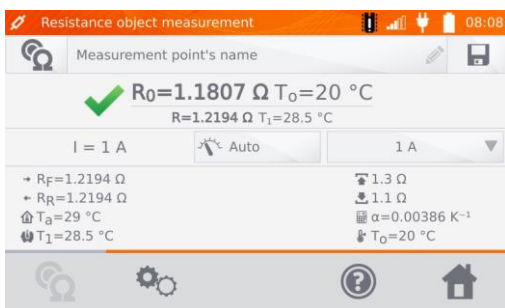 Resistance object measurement 08:08
Measurement point's name
R0=1.1807 Ω To=20 °C
R=1.2194 Ω T1=28.5 °C
I = 1 A Auto 1 A
RF=1.2194 Ω 1.3 Ω
RR=1.2194 Ω 1.1 Ω
Ta=29 °C α=0.00386 K⁻¹
T1=28.5 °C To=20 °C